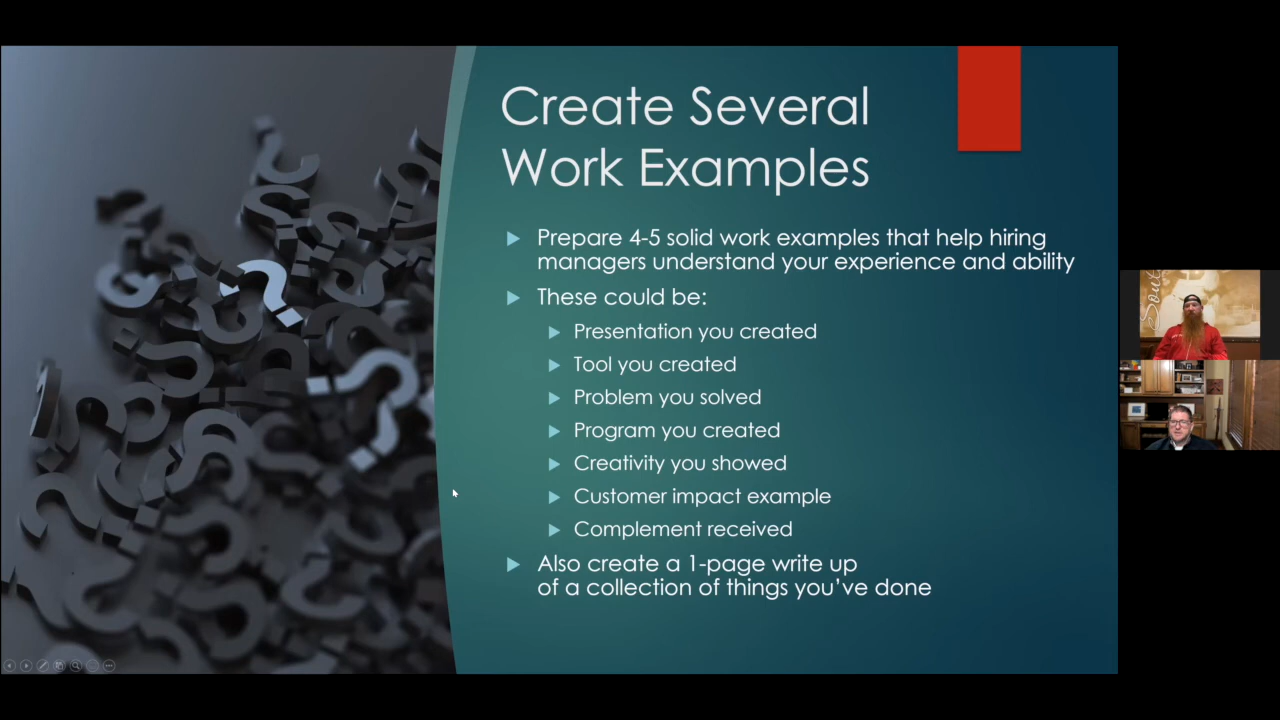 Create Several
Work Examples
Prepare 4-5 solid work examples that help hiring
managers understand your experience and ability
These could be:
Presentation you created
Tool you created
Problem you solved
Program you created
Creativity you showed
Customer impact example
Complement received
Also create a 1-page write up
of a collection of things you've done
Sout